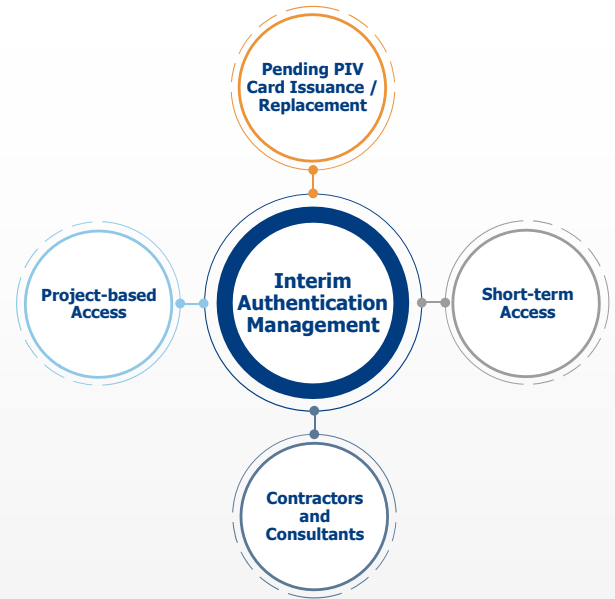 Pending PIV
Card Issuance /
Replacement
Project-based
Access
Interim
Authentication
Management
Short-term
Access
Contractors
and
Consultants